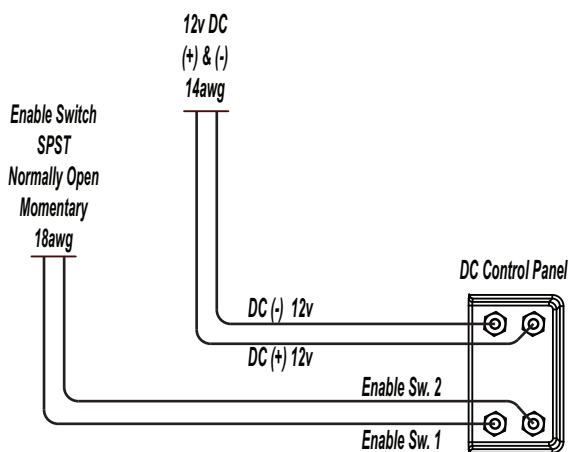 12v DC
(+) & (-)
14awg
Enable Switch
SPST
Normally Open
Momentary
18awg
DC Control Panel
DC (-) 12v
DC (+) 12v
Enable Sw. 2
Enable Sw. 1